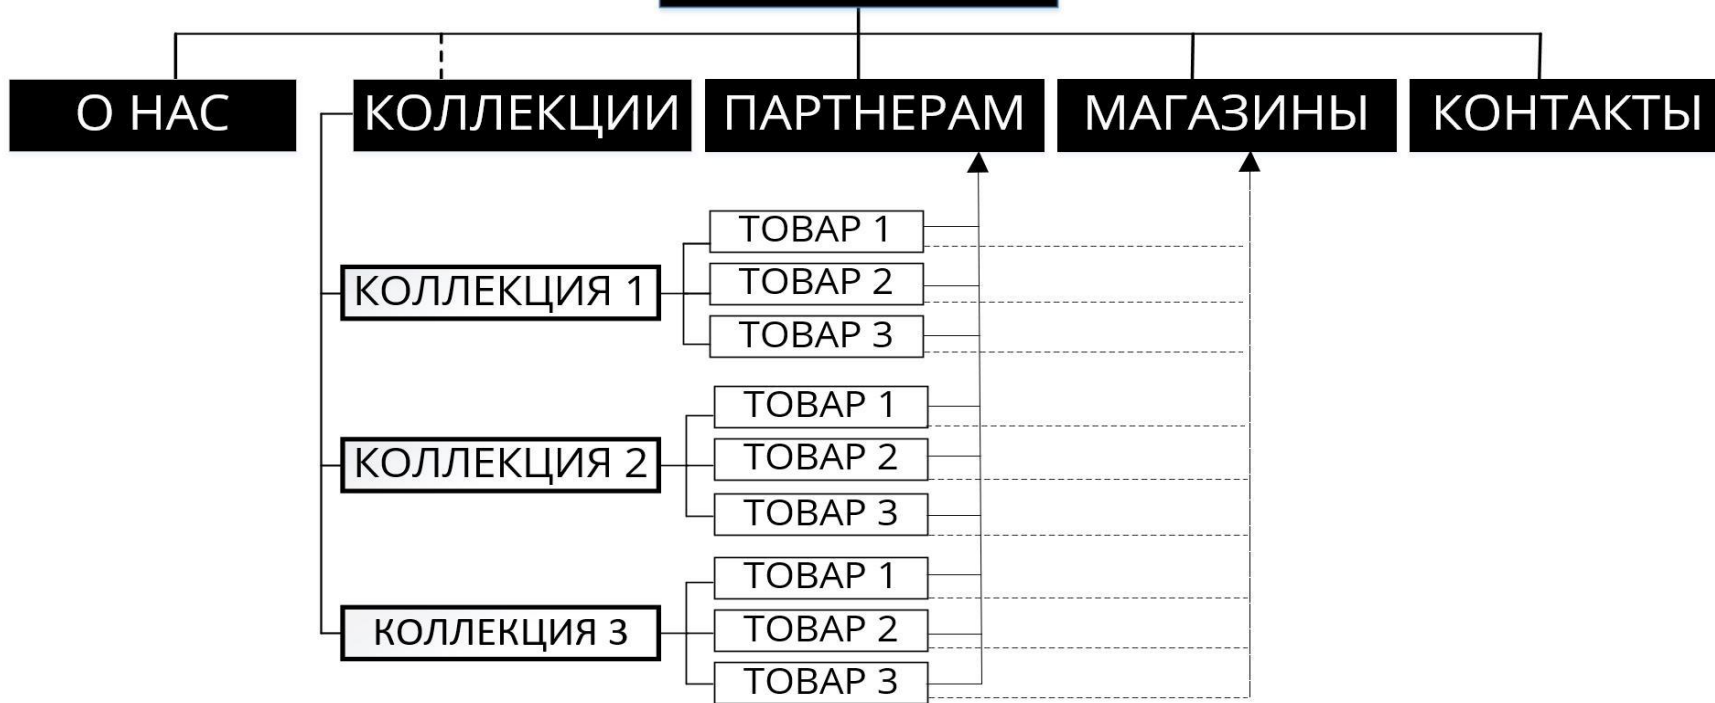 О НАС
КОЛЛЕКЦИИ
ПАРТНЕРАМ
МАГАЗИНЫ
КОНТАКТЫ
КОЛЛЕКЦИЯ 1
ТОВАР 1
ТОВАР 2
ТОВАР 3
КОЛЛЕКЦИЯ 2
ТОВАР 1
ТОВАР 2
ТОВАР 3
КОЛЛЕКЦИЯ 3
ТОВАР 1
ТОВАР 2
ТОВАР 3